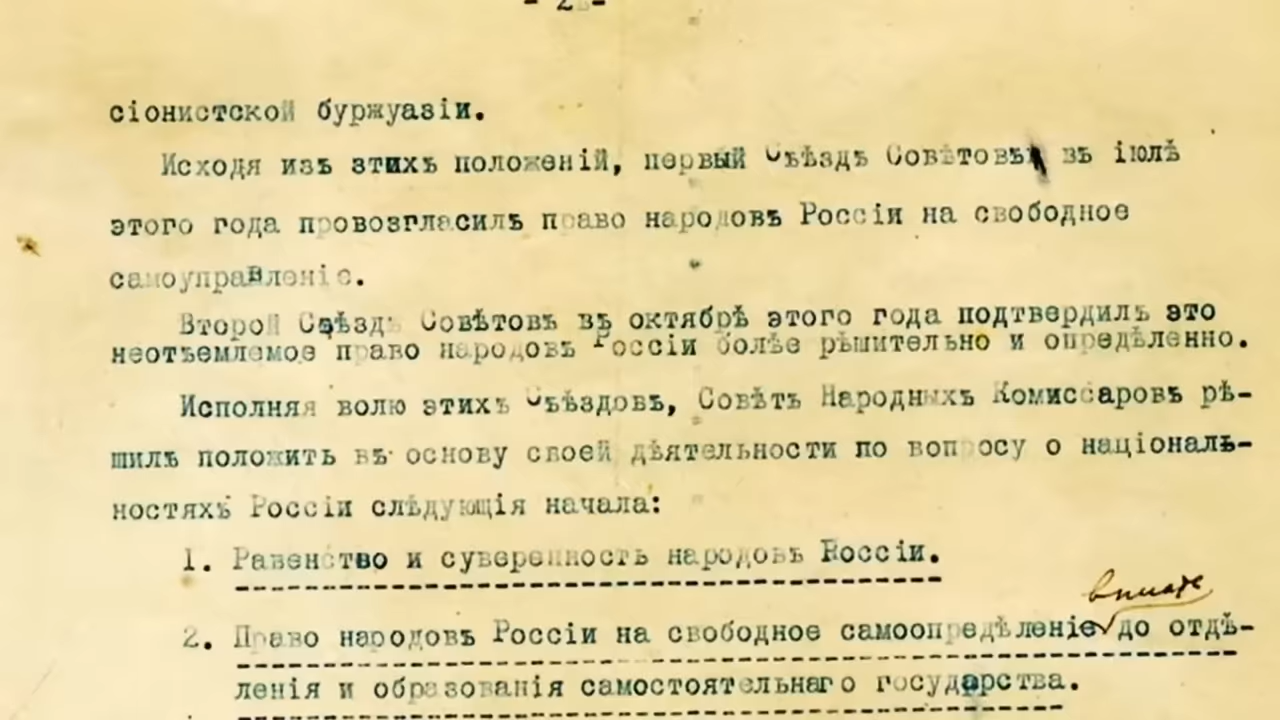 - 2 -
сіонистской буржуазіи.
Исходя изъ этихъ положеній, первый Съѣздъ Совѣтовъ въ іюлѣ
этого года провозгласилъ право народовъ Россіи на свободное
самоуправленіе.
Второй Съѣздъ Совѣтовъ въ октябрѣ этого года подтвердилъ это
неотъемлемое право народовъ Россіи болѣе рѣшительно и опредѣленно.
Исполняя волю этихъ Съѣздовъ, Совѣтъ Народныхъ Комиссаровъ рѣ-
шилъ положить въ основу своей дѣятельности по вопросу о національ-
ностяхъ Россіи слѣдующія начала:
1. Равенство и суверенность народовъ Россіи.
вплоть
2. Право народовъ Россіи на свободное самоопредѣленіе до отдѣ-
ленія и образованія самостоятельнаго государства.